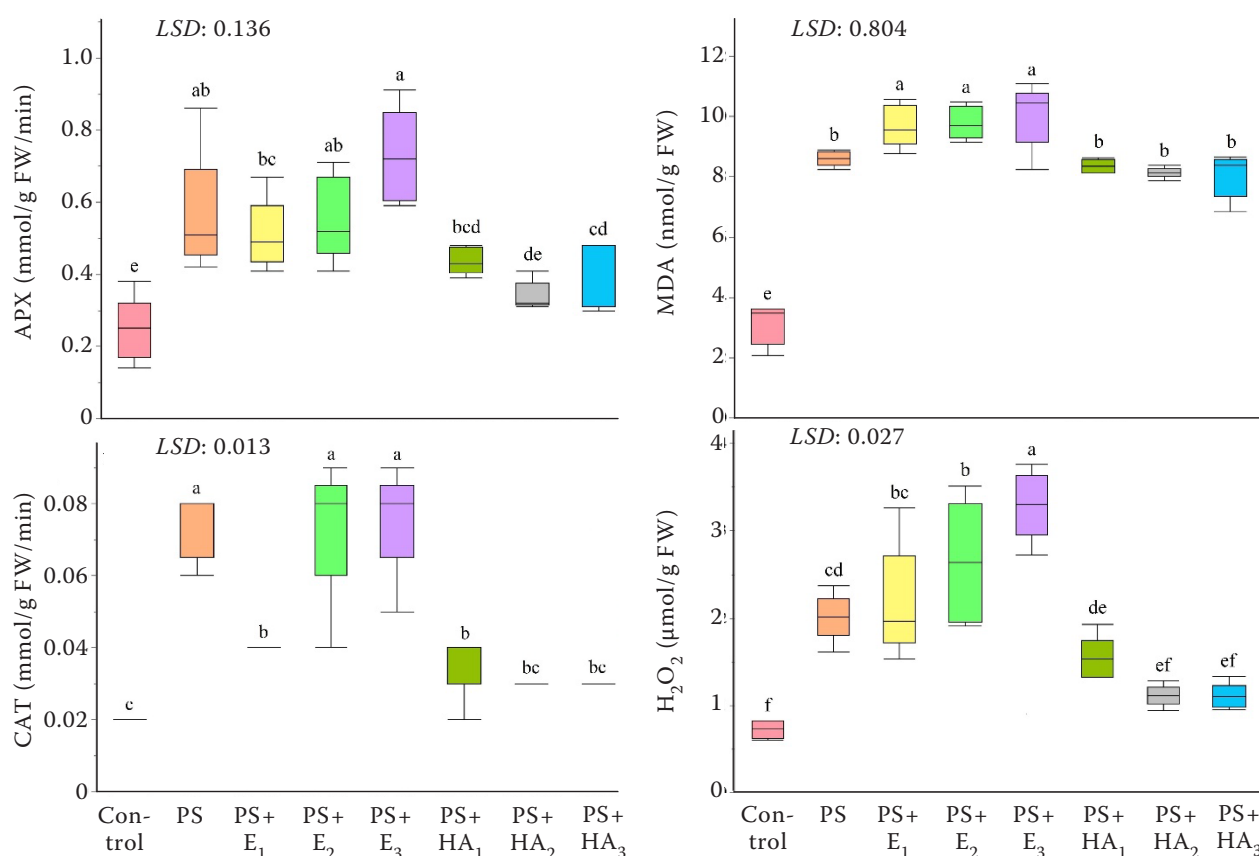 LSD: 0.136
APX (mmol/g FW/min)
1.0
0.8
0.6
0.4
0.2
0
e
ab
bc
ab
a
bcd
de
cd
LSD: 0.804
MDA (nmol/g FW)
12
10
8
6
4
2
0
e
b
a
a
a
b
b
b
LSD: 0.013
CAT (mmol/g FW/min)
0.08
0.06
0.04
0.02
0
c
a
b
a
a
b
bc
bc
Con-
trol
PS
PS+
E1
PS+
E2
PS+
E3
PS+
HA1
PS+
HA2
PS+
HA3
LSD: 0.027
H2O2 (μmol/g FW)
4
3
2
1
0
f
cd
bc
b
a
de
ef
ef
Con-
trol
PS
PS+
E1
PS+
E2
PS+
E3
PS+
HA1
PS+
HA2
PS+
HA3